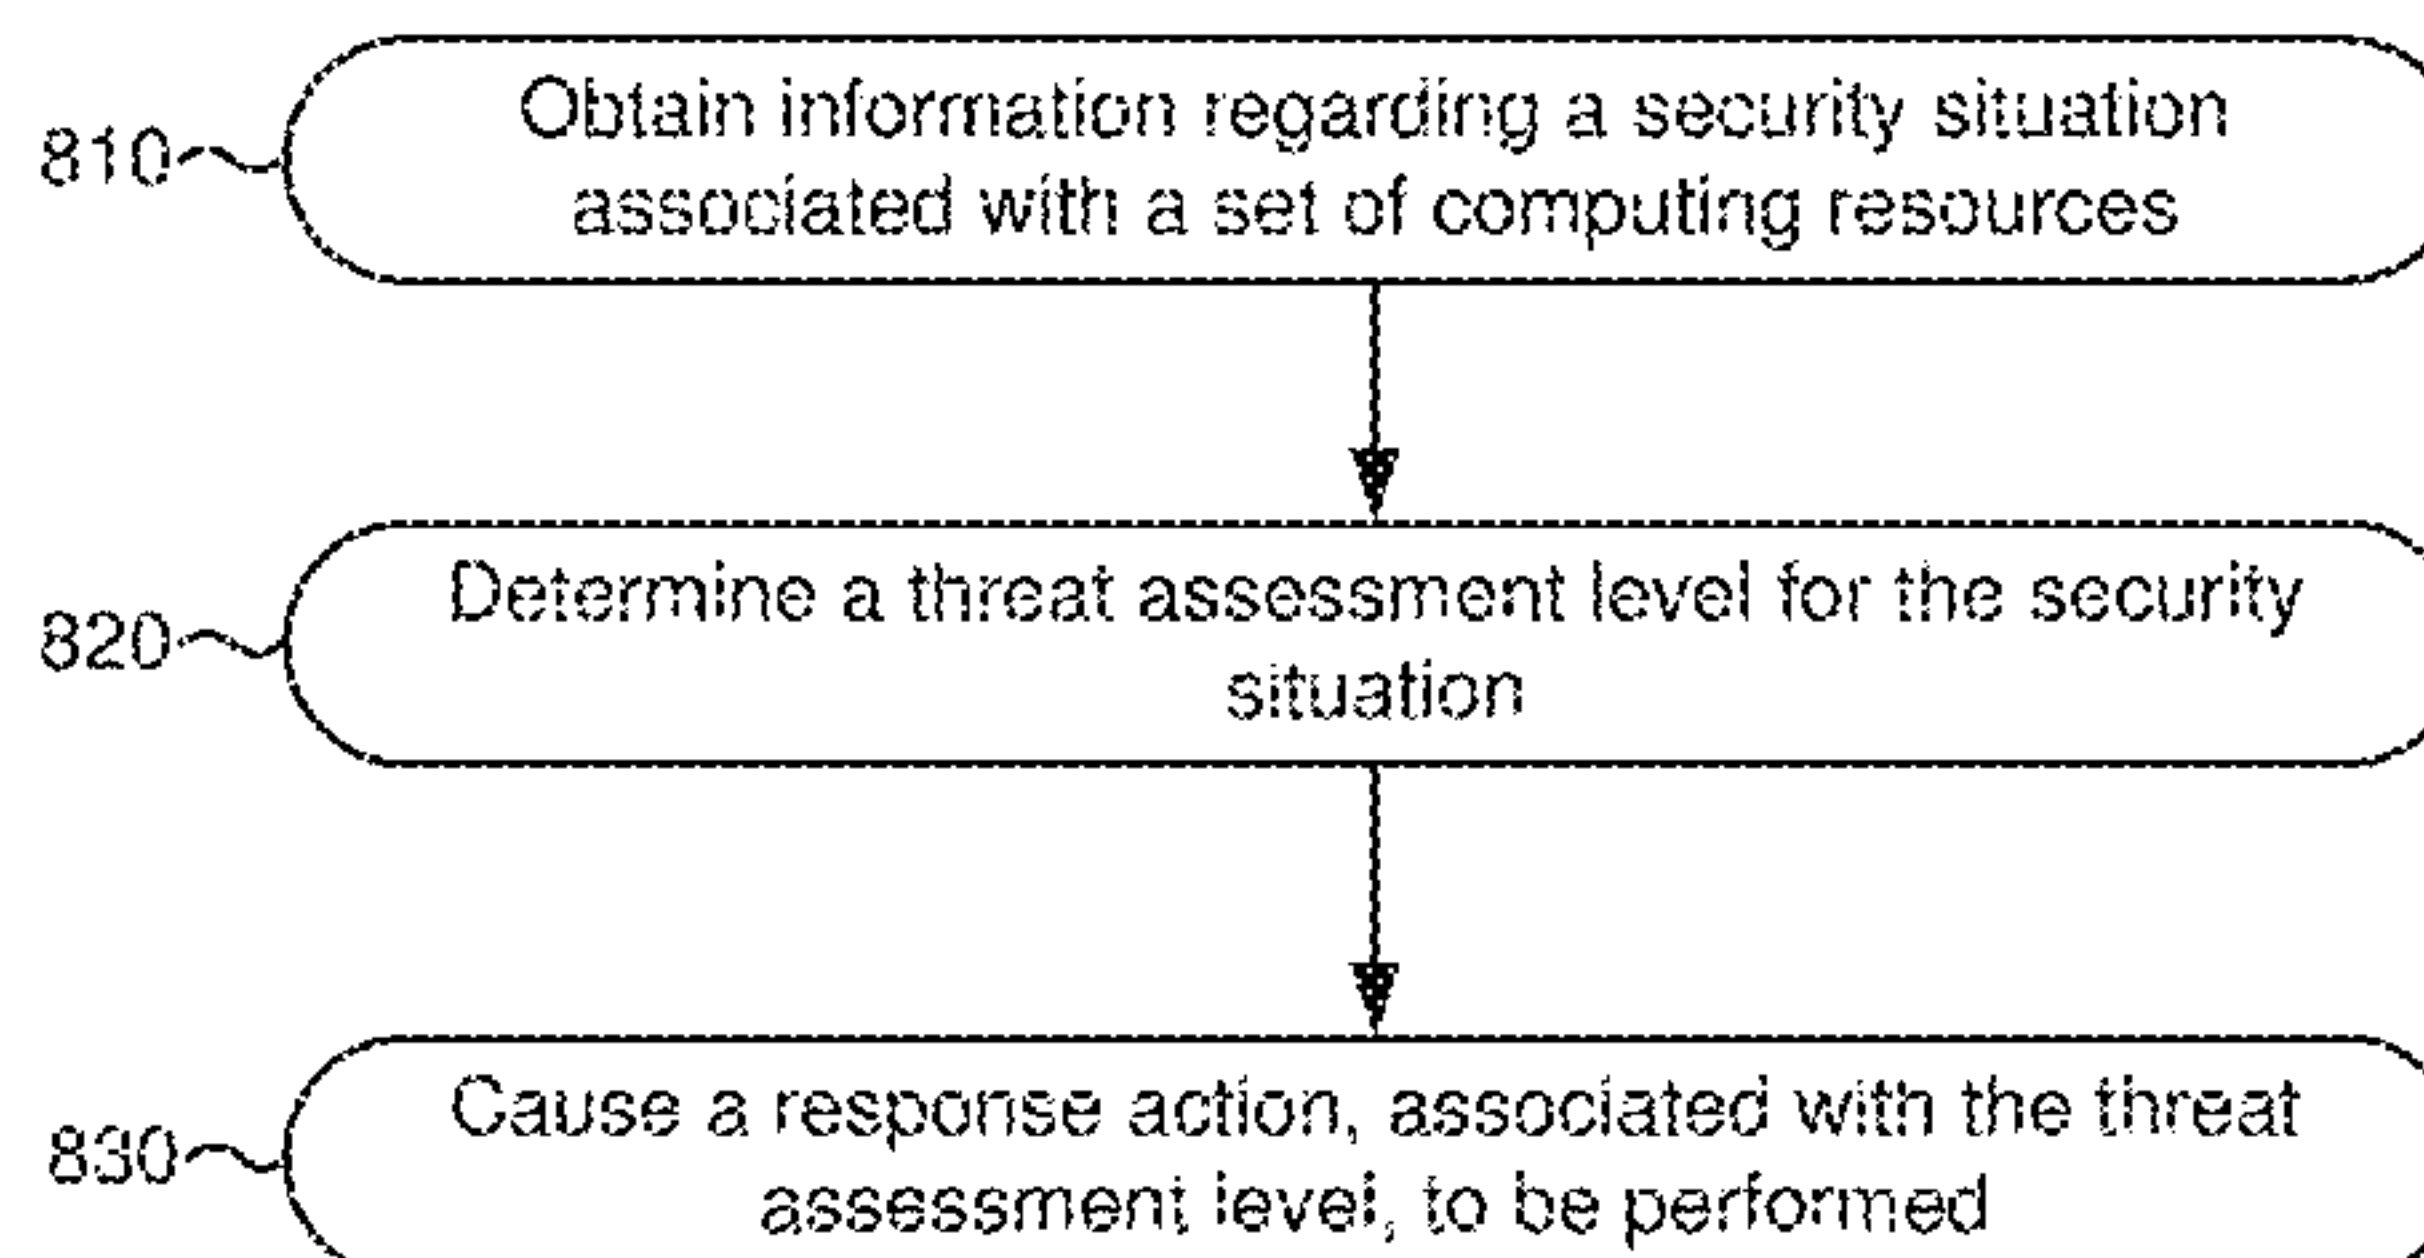 810
Obtain information regarding a security situation
associated with a set of computing resources
820
Determine a threat assessment level for the security
situation
830
Cause a response action, associated with the threat
assessment level, to be performed